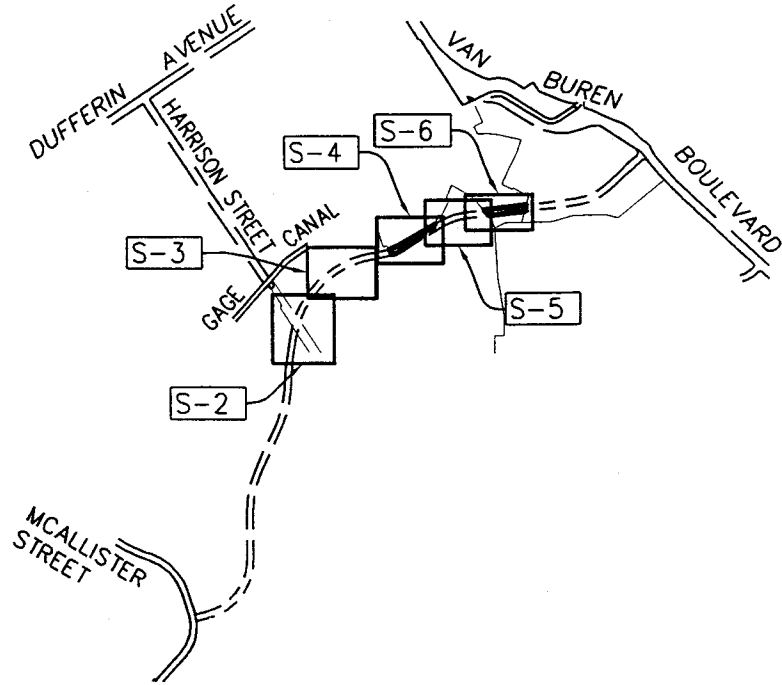 DUFFERIN AVENUE
HARRISON STREET
GAGE CANAL
VAN BUREN BOULEVARD
S-4
S-6
S-3
S-5
S-2
MCALLISTER
STREET